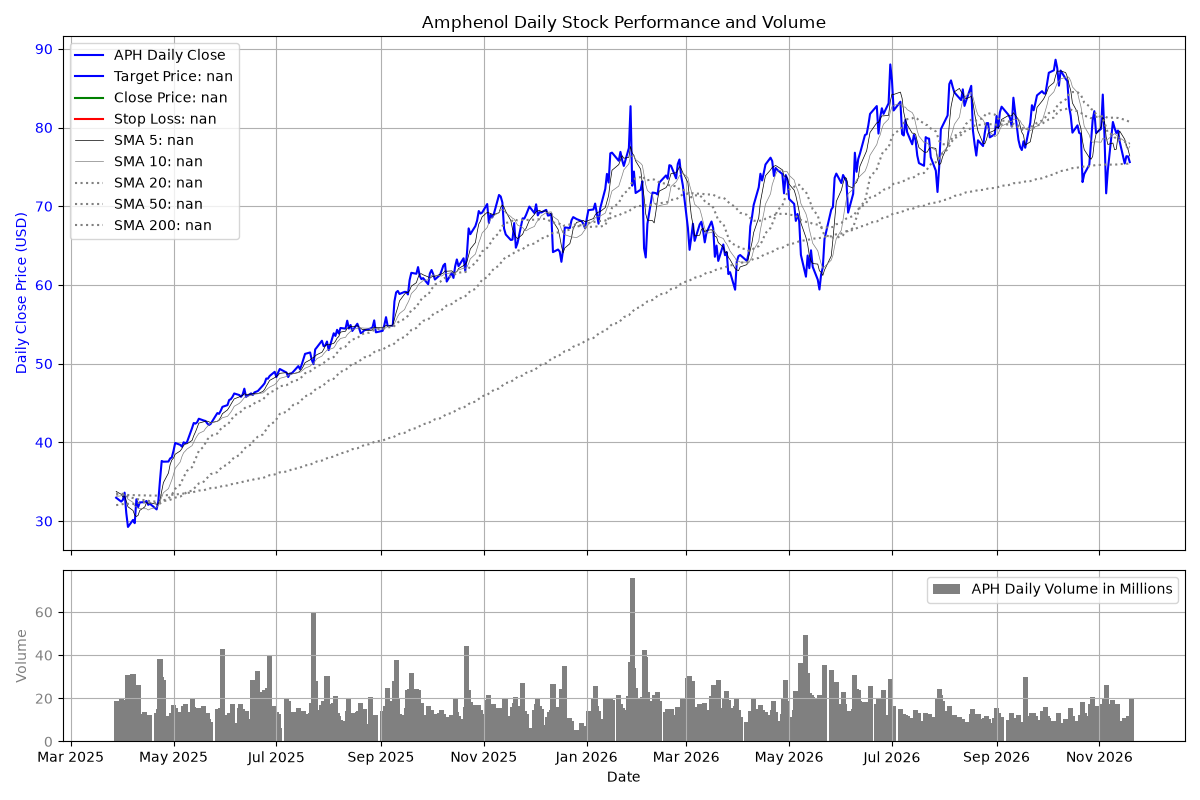 Amphenol Daily Stock Performance and Volume
90
80
70
60
50
40
30
Daily Close Price (USD)
APH Daily Close
Target Price: nan
Close Price: nan
Stop Loss: nan
SMA 5: nan
SMA 10: nan
SMA 20: nan
SMA 50: nan
SMA 200: nan
60
40
20
0
Volume
APH Daily Volume in Millions
Mar 2025 May 2025 Jul 2025 Sep 2025 Nov 2025 Jan 2026 Mar 2026 May 2026 Jul 2026 Sep 2026 Nov 2026
Date